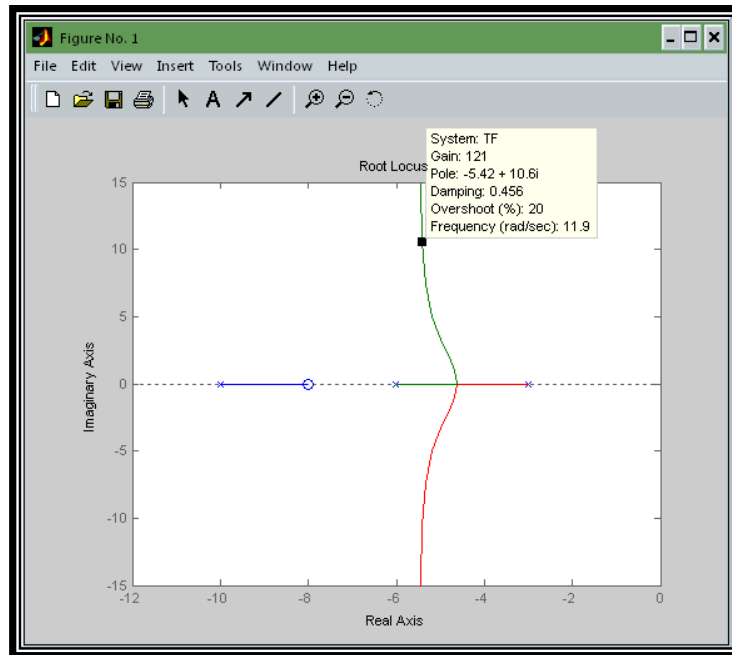 Figure No. 1
File Edit View Insert Tools Window Help
A
System: TF
Gain: 121
Pole: -5.42 + 10.6i
Damping: 0.456
Overshoot (%): 20
Frequency (rad/sec): 11.9
Root Locus
15
10
5
0
-5
-10
-15
Imaginary Axis
-12 -10 -8 -6 -4 -2 0
Real Axis